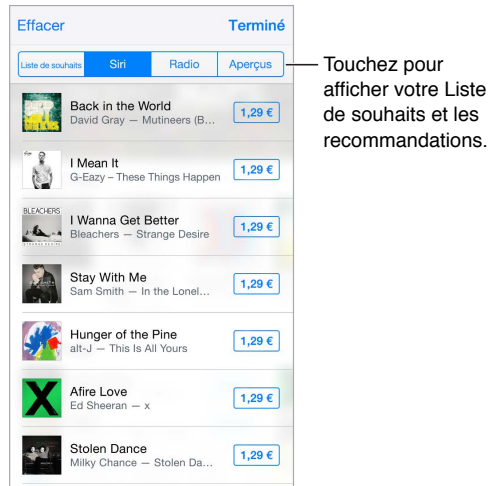 Effacer Terminé
Liste de souhaits Siri Radio Aperçus
Touchez pour
afficher votre Liste
de souhaits et les
recommandations.
Back in the World
David Gray — Mutineers (B...
1,29 €
I Mean It
G-Eazy – These Things Happen
1,29 €
BLEACHERS
I Wanna Get Better
Bleachers — Strange Desire
1,29 €
STRANGE DESIRE
Stay With Me
Sam Smith — In the Lonel...
1,29 €
Hunger of the Pine
alt-J — This Is All Yours
1,29 €
X
Afire Love
Ed Sheeran — x
1,29 €
Stolen Dance
Milky Chance — Stolen Da...
1,29 €